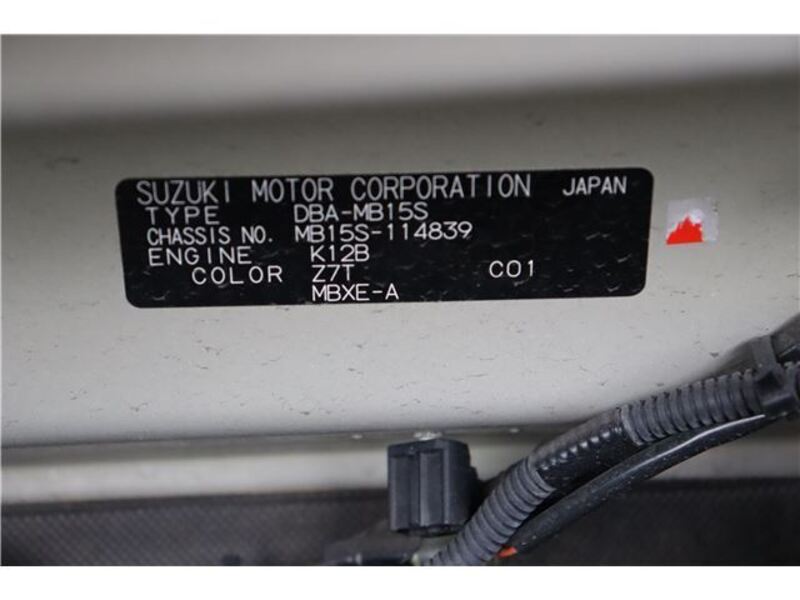 SUZUKI MOTOR CORPORATION JAPAN
TYPE DBA-MB15S
CHASSIS NO. MB15S-114839
ENGINE K12B
COLOR Z7T C01
MBXE-A